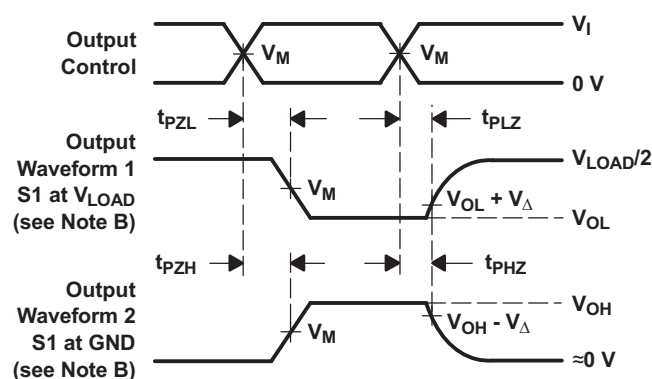 Output
Control
V_M
V_M
V_I
0 V
t_PZL
t_PLZ
Output
Waveform 1
S1 at V_LOAD
(see Note B)
V_M
V_LOAD/2
V_OL + V_Δ
V_OL
t_PZH
t_PHZ
Output
Waveform 2
S1 at GND
(see Note B)
V_M
V_OH
V_OH - V_Δ
≈0 V